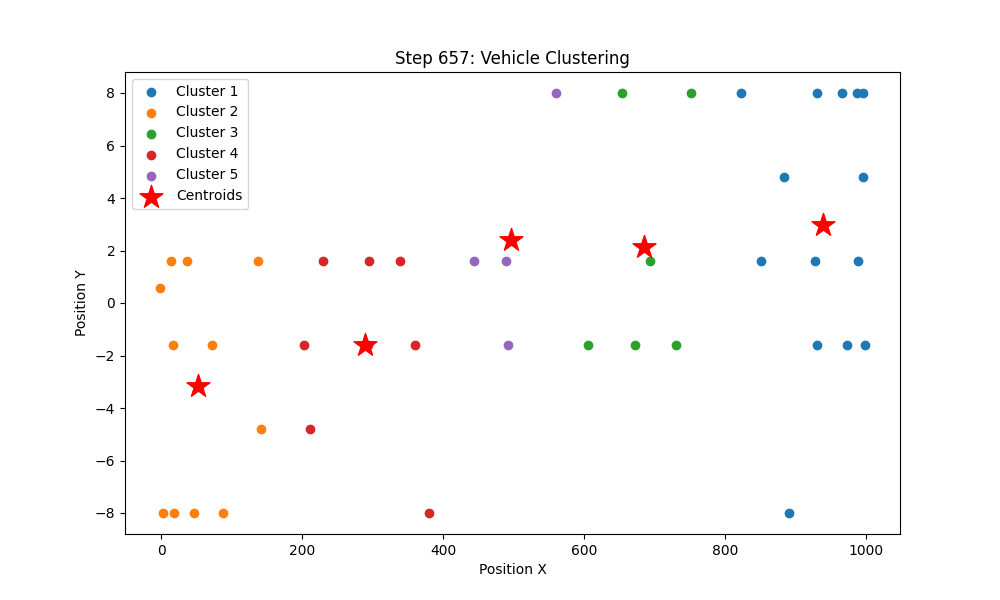 Step 657: Vehicle Clustering
Cluster 1
Cluster 2
Cluster 3
Cluster 4
Cluster 5
Centroids
8
6
4
2
0
−2
−4
−6
−8
Position Y
0 200 400 600 800 1000
Position X